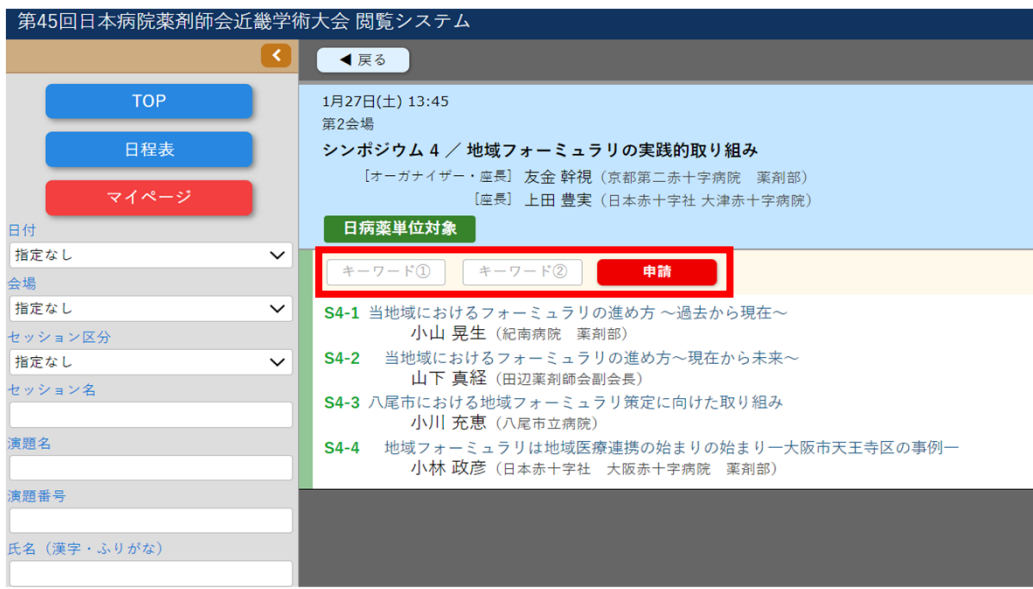 第45回日本病院薬剤師会近畿学術大会 閲覧システム
◀ 戻る
TOP
日程表
マイページ
日付
指定なし
会場
指定なし
セッション区分
指定なし
セッション名
演題名
演題番号
氏名（漢字・ふりがな）
1月27日(土) 13:45
第2会場
シンポジウム 4 ／ 地域フォーミュラリの実践的取り組み
[オーガナイザー・座長] 友金 幹視（京都第二赤十字病院　薬剤部）
[座長] 上田 豊実（日本赤十字社 大津赤十字病院）
日病薬単位対象
キーワード① キーワード② 申請
S4-1 当地域におけるフォーミュラリの進め方 ～過去から現在～
小山 晃生（紀南病院　薬剤部）
S4-2 当地域におけるフォーミュラリの進め方～現在から未来～
山下 真経（田辺薬剤師会副会長）
S4-3 八尾市における地域フォーミュラリ策定に向けた取り組み
小川 充恵（八尾市立病院）
S4-4 地域フォーミュラリは地域医療連携の始まりの始まり―大阪市天王寺区の事例―
小林 政彦（日本赤十字社　大阪赤十字病院　薬剤部）